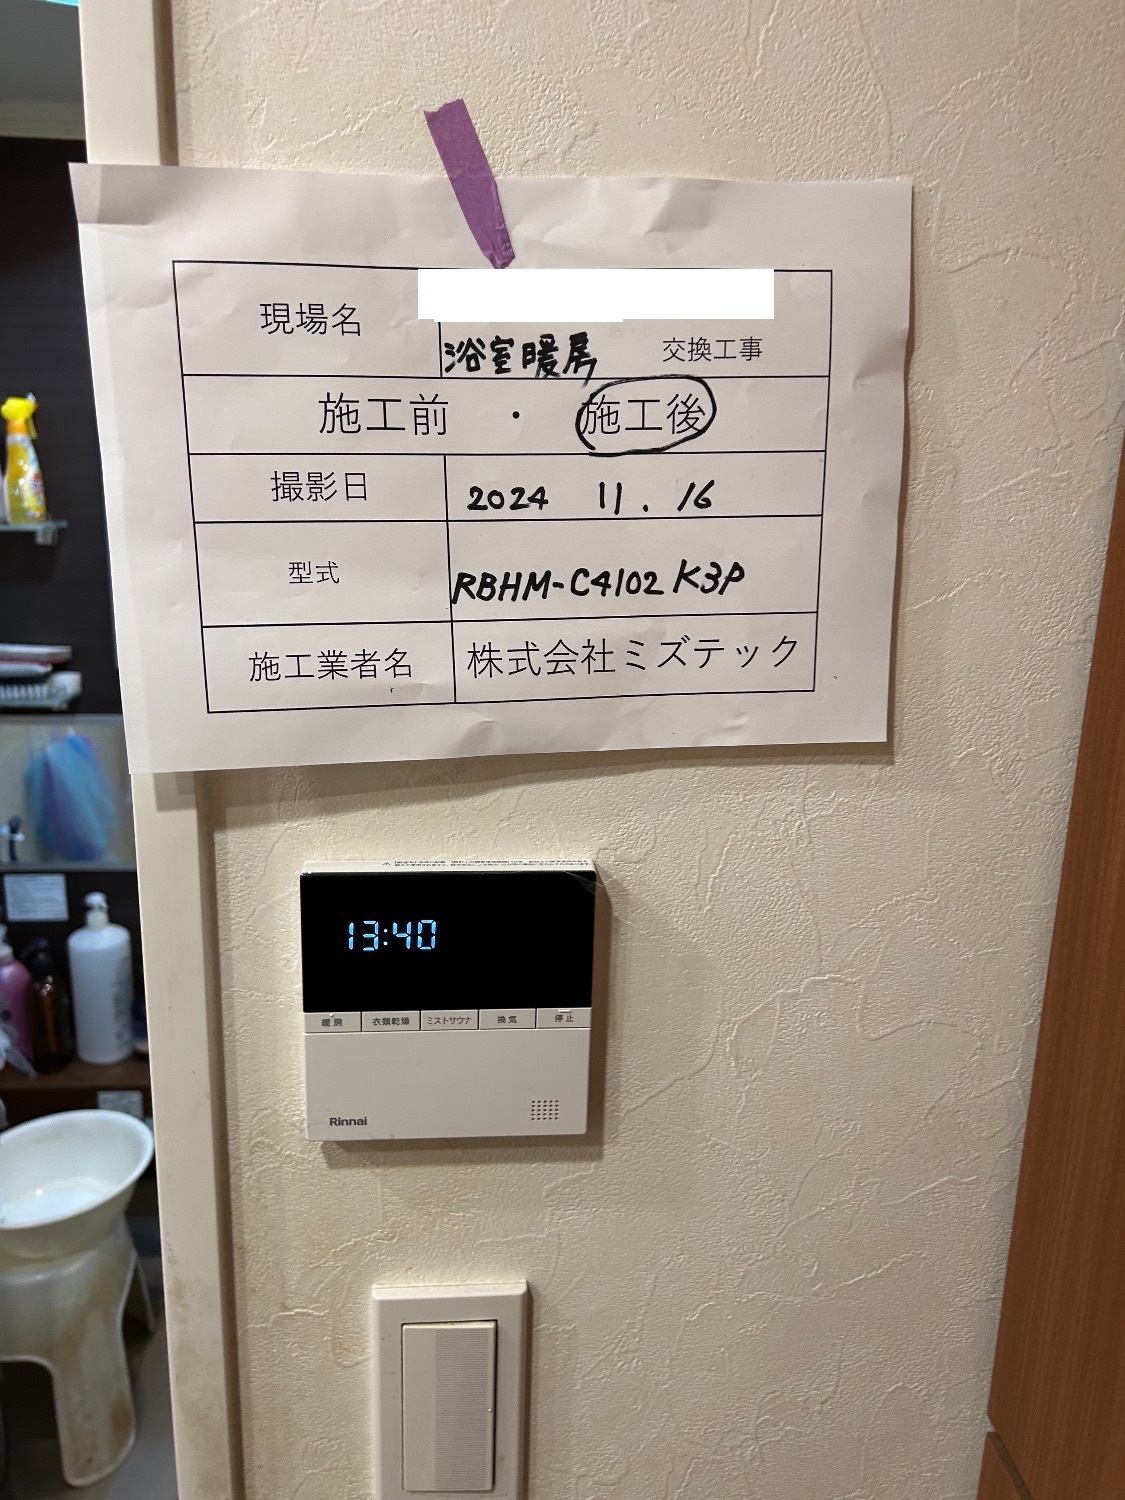 現場名
浴室暖房 交換工事
施工前 ・ 施工後
撮影日 2024 11.16
型式 RBHM-C4102K3P
施工業者名 株式会社ミズテック
13:40
暖房 衣類乾燥 ミストサウナ 換気 停止
Rinnai